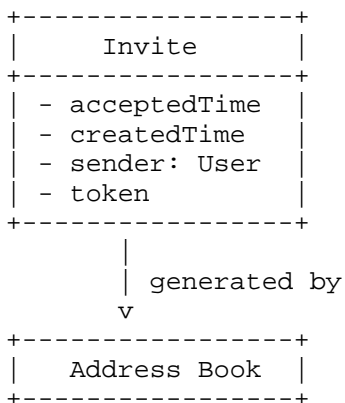 Invite
- acceptedTime
- createdTime
- sender: User
- token
generated by
Address Book